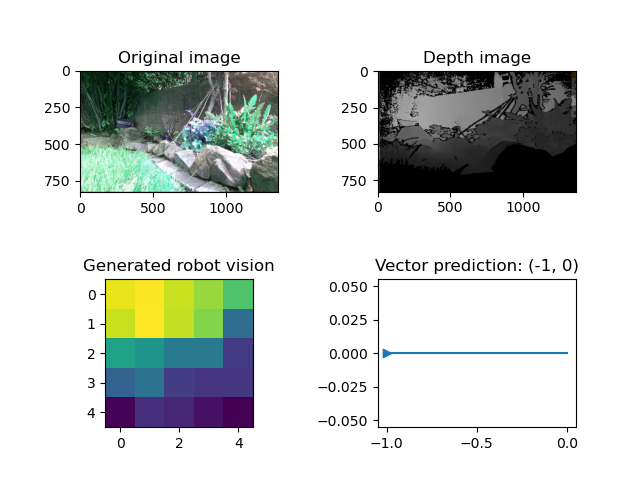 Original image
0
250
500
750
0 500 1000
Depth image
0
250
500
750
0 500 1000
Generated robot vision
0
1
2
3
4
0 2 4
Vector prediction: (-1, 0)
0.050
0.025
0.000
−0.025
−0.050
−1.0 −0.5 0.0